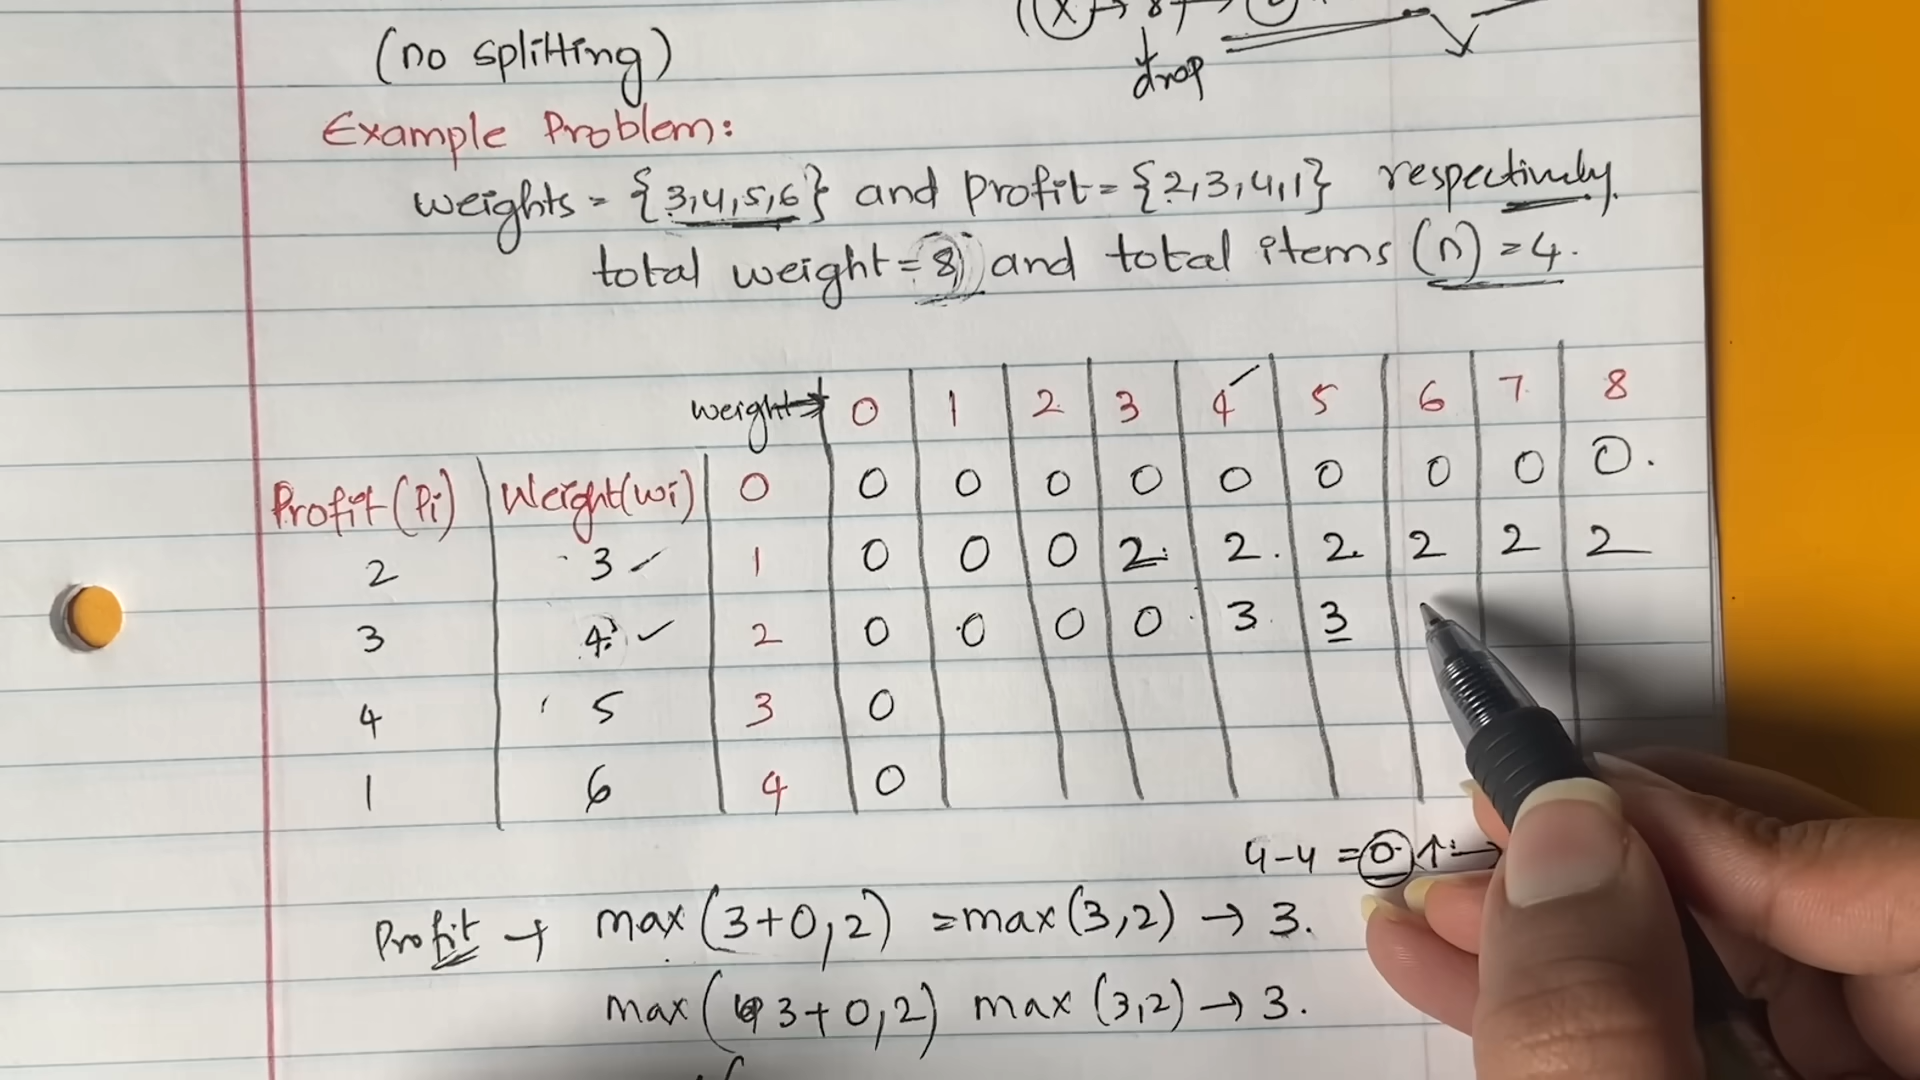 (X) → 8) →
drop
(no splitting)
Example Problem:
weights = {3,4,5,6} and Profit = {2,3,4,1} respectively.
total weight = 8 and total items (n) = 4.
weight→ 0 1 2 3 4 5 6 7 8
Profit(Pi) Weight(wi) 0 0 0 0 0 0 0 0 0 0.
2 3 ✓ 1 0 0 0 2 2 2 2 2 2
3 4 ✓ 2 0 0 0 0 3 3
4 5 3 0
1 6 4 0
4-4 = 0 ↑ →
Profit → max(3+0,2) = max(3,2) → 3.
max(3+0,2) max(3,2) → 3.